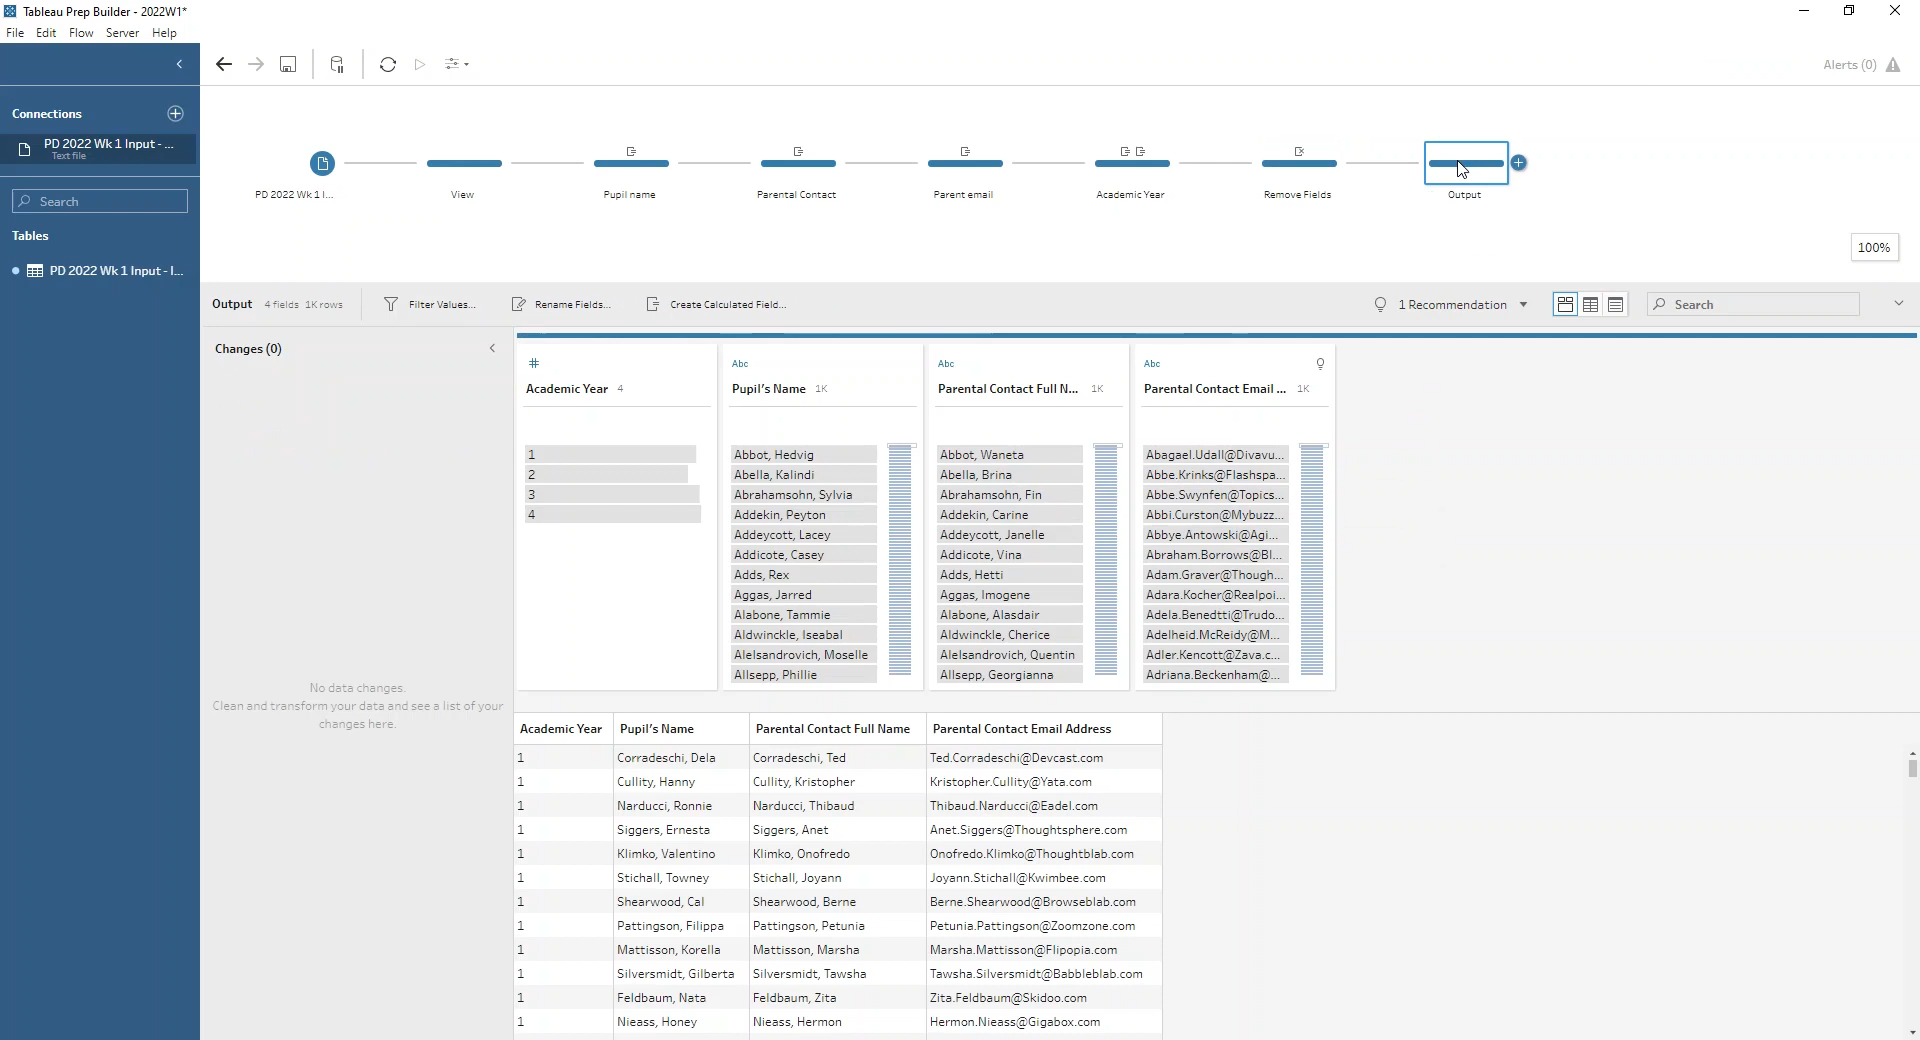 Tableau Prep Builder - 2022W1*
File Edit Flow Server Help
Alerts (0)
Connections
PD 2022 Wk 1 Input - ...
Text file
Search
Tables
PD 2022 Wk 1 Input - I...
PD 2022 Wk 1 I... View Pupil name Parental Contact Parent email Academic Year Remove Fields Output
100%
Output 4 fields 1K rows Filter Values... Rename Fields... Create Calculated Field... 1 Recommendation Search
Changes (0)
No data changes.
Clean and transform your data and see a list of your
changes here.
# Abc Abc Abc
Academic Year 4 Pupil's Name 1K Parental Contact Full N... 1K Parental Contact Email ... 1K
1 Abbot, Hedvig Abbot, Waneta Abagael.Udall@Divavu...
2 Abella, Kalindi Abella, Brina Abbe.Krinks@Flashspa...
3 Abrahamsohn, Sylvia Abrahamsohn, Fin Abbe.Swynfen@Topics...
4 Addekin, Peyton Addekin, Carine Abbi.Curston@Mybuzz...
Addeycott, Lacey Addeycott, Janelle Abbye.Antowski@Agi...
Addicote, Casey Addicote, Vina Abraham.Borrows@Bl...
Adds, Rex Adds, Hetti Adam.Graver@Though...
Aggas, Jarred Aggas, Imogene Adara.Kocher@Realpoi...
Alabone, Tammie Alabone, Alasdair Adela.Benedtti@Trudo...
Aldwinckle, Iseabal Aldwinckle, Cherice Adelheid.McReidy@M...
Alelsandrovich, Moselle Alelsandrovich, Quentin Adler.Kencott@Zava.c...
Allsepp, Phillie Allsepp, Georgianna Adriana.Beckenham@...
Academic Year Pupil's Name Parental Contact Full Name Parental Contact Email Address
1 Corradeschi, Dela Corradeschi, Ted Ted.Corradeschi@Devcast.com
1 Cullity, Hanny Cullity, Kristopher Kristopher.Cullity@Yata.com
1 Narducci, Ronnie Narducci, Thibaud Thibaud.Narducci@Eadel.com
1 Siggers, Ernesta Siggers, Anet Anet.Siggers@Thoughtsphere.com
1 Klimko, Valentino Klimko, Onofredo Onofredo.Klimko@Thoughtblab.com
1 Stichall, Towney Stichall, Joyann Joyann.Stichall@Kwimbee.com
1 Shearwood, Cal Shearwood, Berne Berne.Shearwood@Browseblab.com
1 Pattingson, Filippa Pattingson, Petunia Petunia.Pattingson@Zoomzone.com
1 Mattisson, Korella Mattisson, Marsha Marsha.Mattisson@Flipopia.com
1 Silversmidt, Gilberta Silversmidt, Tawsha Tawsha.Silversmidt@Babbleblab.com
1 Feldbaum, Nata Feldbaum, Zita Zita.Feldbaum@Skidoo.com
1 Nieass, Honey Nieass, Hermon Hermon.Nieass@Gigabox.com